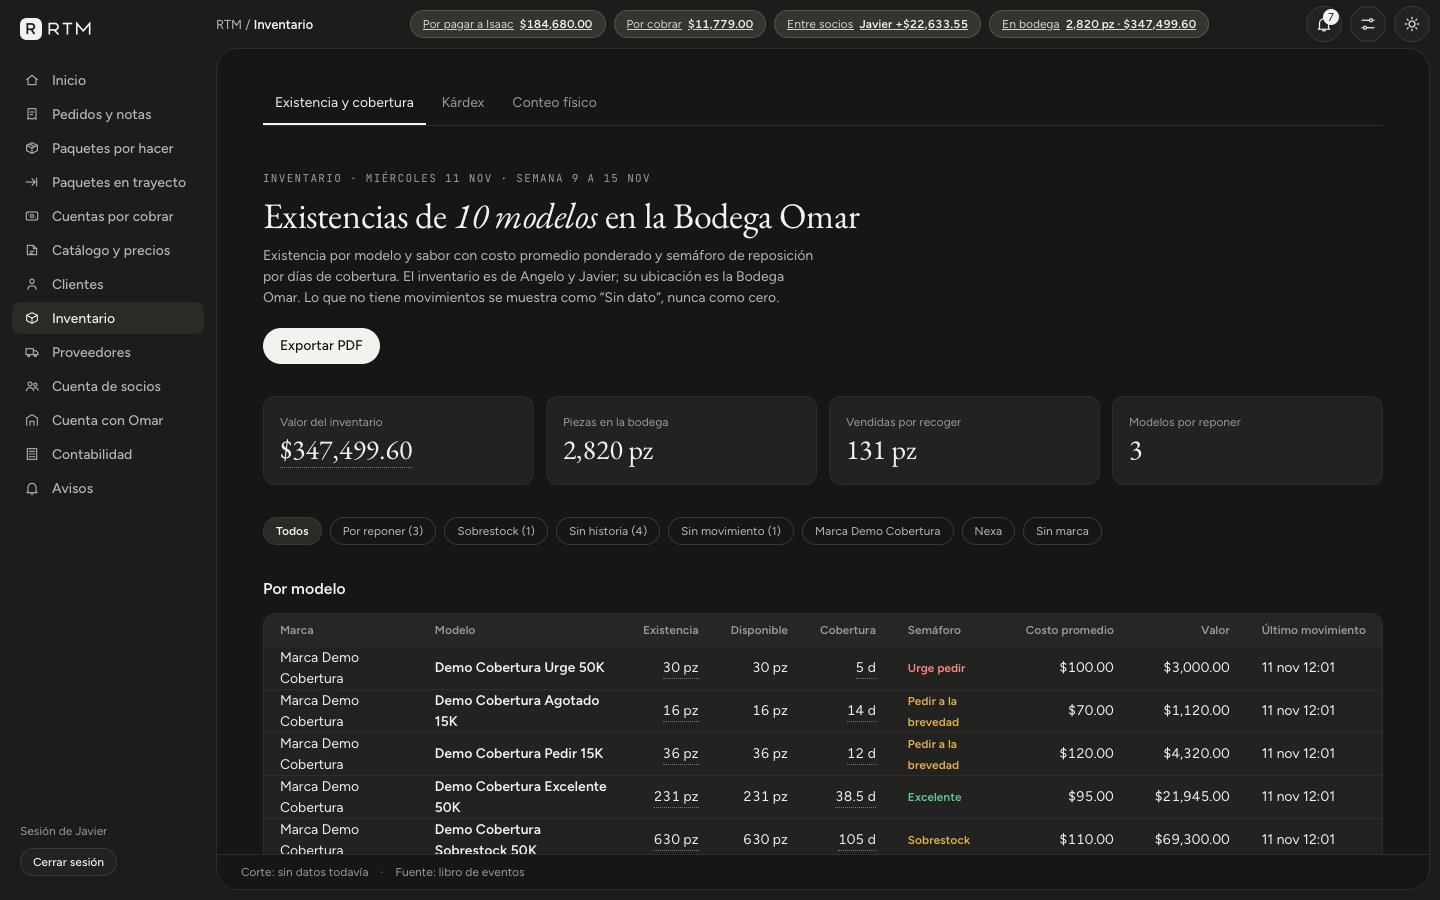 R RTM
RTM / Inventario
Por pagar a Isaac $184,680.00
Por cobrar $11,779.00
Entre socios Javier +$22,633.55
En bodega 2,820 pz · $347,499.60
7
Inicio
Pedidos y notas
Paquetes por hacer
Paquetes en trayecto
Cuentas por cobrar
Catálogo y precios
Clientes
Inventario
Proveedores
Cuenta de socios
Cuenta con Omar
Contabilidad
Avisos
Sesión de Javier
Cerrar sesión
Existencia y cobertura Kárdex Conteo físico
INVENTARIO · MIÉRCOLES 11 NOV · SEMANA 9 A 15 NOV
Existencias de 10 modelos en la Bodega Omar
Existencia por modelo y sabor con costo promedio ponderado y semáforo de reposición
por días de cobertura. El inventario es de Angelo y Javier; su ubicación es la Bodega
Omar. Lo que no tiene movimientos se muestra como “Sin dato”, nunca como cero.
Exportar PDF
Valor del inventario
$347,499.60
Piezas en la bodega
2,820 pz
Vendidas por recoger
131 pz
Modelos por reponer
3
Todos Por reponer (3) Sobrestock (1) Sin historia (4) Sin movimiento (1) Marca Demo Cobertura Nexa Sin marca
Por modelo
Marca Modelo Existencia Disponible Cobertura Semáforo Costo promedio Valor Último movimiento
Marca Demo
Cobertura
Demo Cobertura Urge 50K 30 pz 30 pz 5 d Urge pedir $100.00 $3,000.00 11 nov 12:01
Marca Demo
Cobertura
Demo Cobertura Agotado
15K
16 pz 16 pz 14 d
Pedir a la
brevedad
$70.00 $1,120.00 11 nov 12:01
Marca Demo
Cobertura
Demo Cobertura Pedir 15K 36 pz 36 pz 12 d
Pedir a la
brevedad
$120.00 $4,320.00 11 nov 12:01
Marca Demo
Cobertura
Demo Cobertura Excelente
50K
231 pz 231 pz 38.5 d Excelente $95.00 $21,945.00 11 nov 12:01
Marca Demo
Cobertura
Demo Cobertura
Sobrestock 50K
630 pz 630 pz 105 d Sobrestock $110.00 $69,300.00 11 nov 12:01
Corte: sin datos todavía · Fuente: libro de eventos